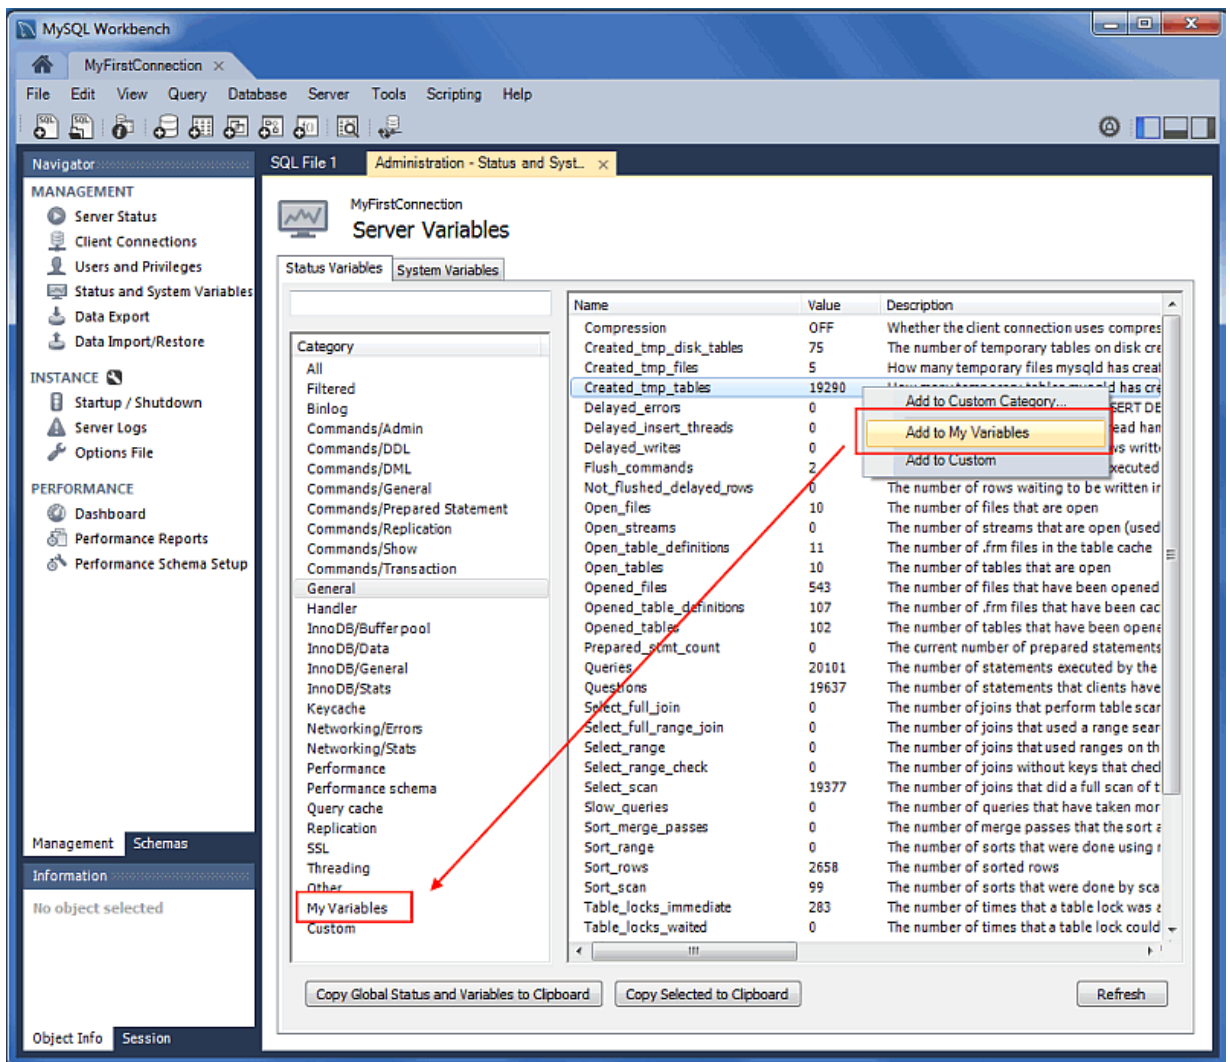 MySQL Workbench
MyFirstConnection
File Edit View Query Database Server Tools Scripting Help
Navigator
MANAGEMENT
Server Status
Client Connections
Users and Privileges
Status and System Variables
Data Export
Data Import/Restore
INSTANCE
Startup / Shutdown
Server Logs
Options File
PERFORMANCE
Dashboard
Performance Reports
Performance Schema Setup
Management Schemas
Information
No object selected
Object Info Session
SQL File 1 Administration - Status and Syst..
MyFirstConnection
Server Variables
Status Variables System Variables
Category
All
Filtered
Binlog
Commands/Admin
Commands/DDL
Commands/DML
Commands/General
Commands/Prepared Statement
Commands/Replication
Commands/Show
Commands/Transaction
General
Handler
InnoDB/Buffer pool
InnoDB/Data
InnoDB/General
InnoDB/Stats
Keycache
Networking/Errors
Networking/Stats
Performance
Performance schema
Query cache
Replication
SSL
Threading
Other
My Variables
Custom
Name Value Description
Compression OFF Whether the client connection uses compres
Created_tmp_disk_tables 75 The number of temporary tables on disk cre
Created_tmp_files 5 How many temporary files mysqld has creat
Created_tmp_tables 19290 How many temporary tables mysqld has cre
Delayed_errors 0 SERT DE
Delayed_insert_threads 0 ead han
Delayed_writes 0 ws writt
Flush_commands 2 xecuted
Not_flushed_delayed_rows 0 The number of rows waiting to be written ir
Open_files 10 The number of files that are open
Open_streams 0 The number of streams that are open (used
Open_table_definitions 11 The number of .frm files in the table cache
Open_tables 10 The number of tables that are open
Opened_files 543 The number of files that have been opened
Opened_table_definitions 107 The number of .frm files that have been cac
Opened_tables 102 The number of tables that have been opene
Prepared_stmt_count 0 The current number of prepared statements
Queries 20101 The number of statements executed by the
Questions 19637 The number of statements that clients have
Select_full_join 0 The number of joins that perform table scar
Select_full_range_join 0 The number of joins that used a range sear
Select_range 0 The number of joins that used ranges on th
Select_range_check 0 The number of joins without keys that checl
Select_scan 19377 The number of joins that did a full scan of t
Slow_queries 0 The number of queries that have taken mor
Sort_merge_passes 0 The number of merge passes that the sort a
Sort_range 0 The number of sorts that were done using r
Sort_rows 2658 The number of sorted rows
Sort_scan 99 The number of sorts that were done by sca
Table_locks_immediate 283 The number of times that a table lock was a
Table_locks_waited 0 The number of times that a table lock could
Add to Custom Category...
Add to My Variables
Add to Custom
Copy Global Status and Variables to Clipboard Copy Selected to Clipboard Refresh